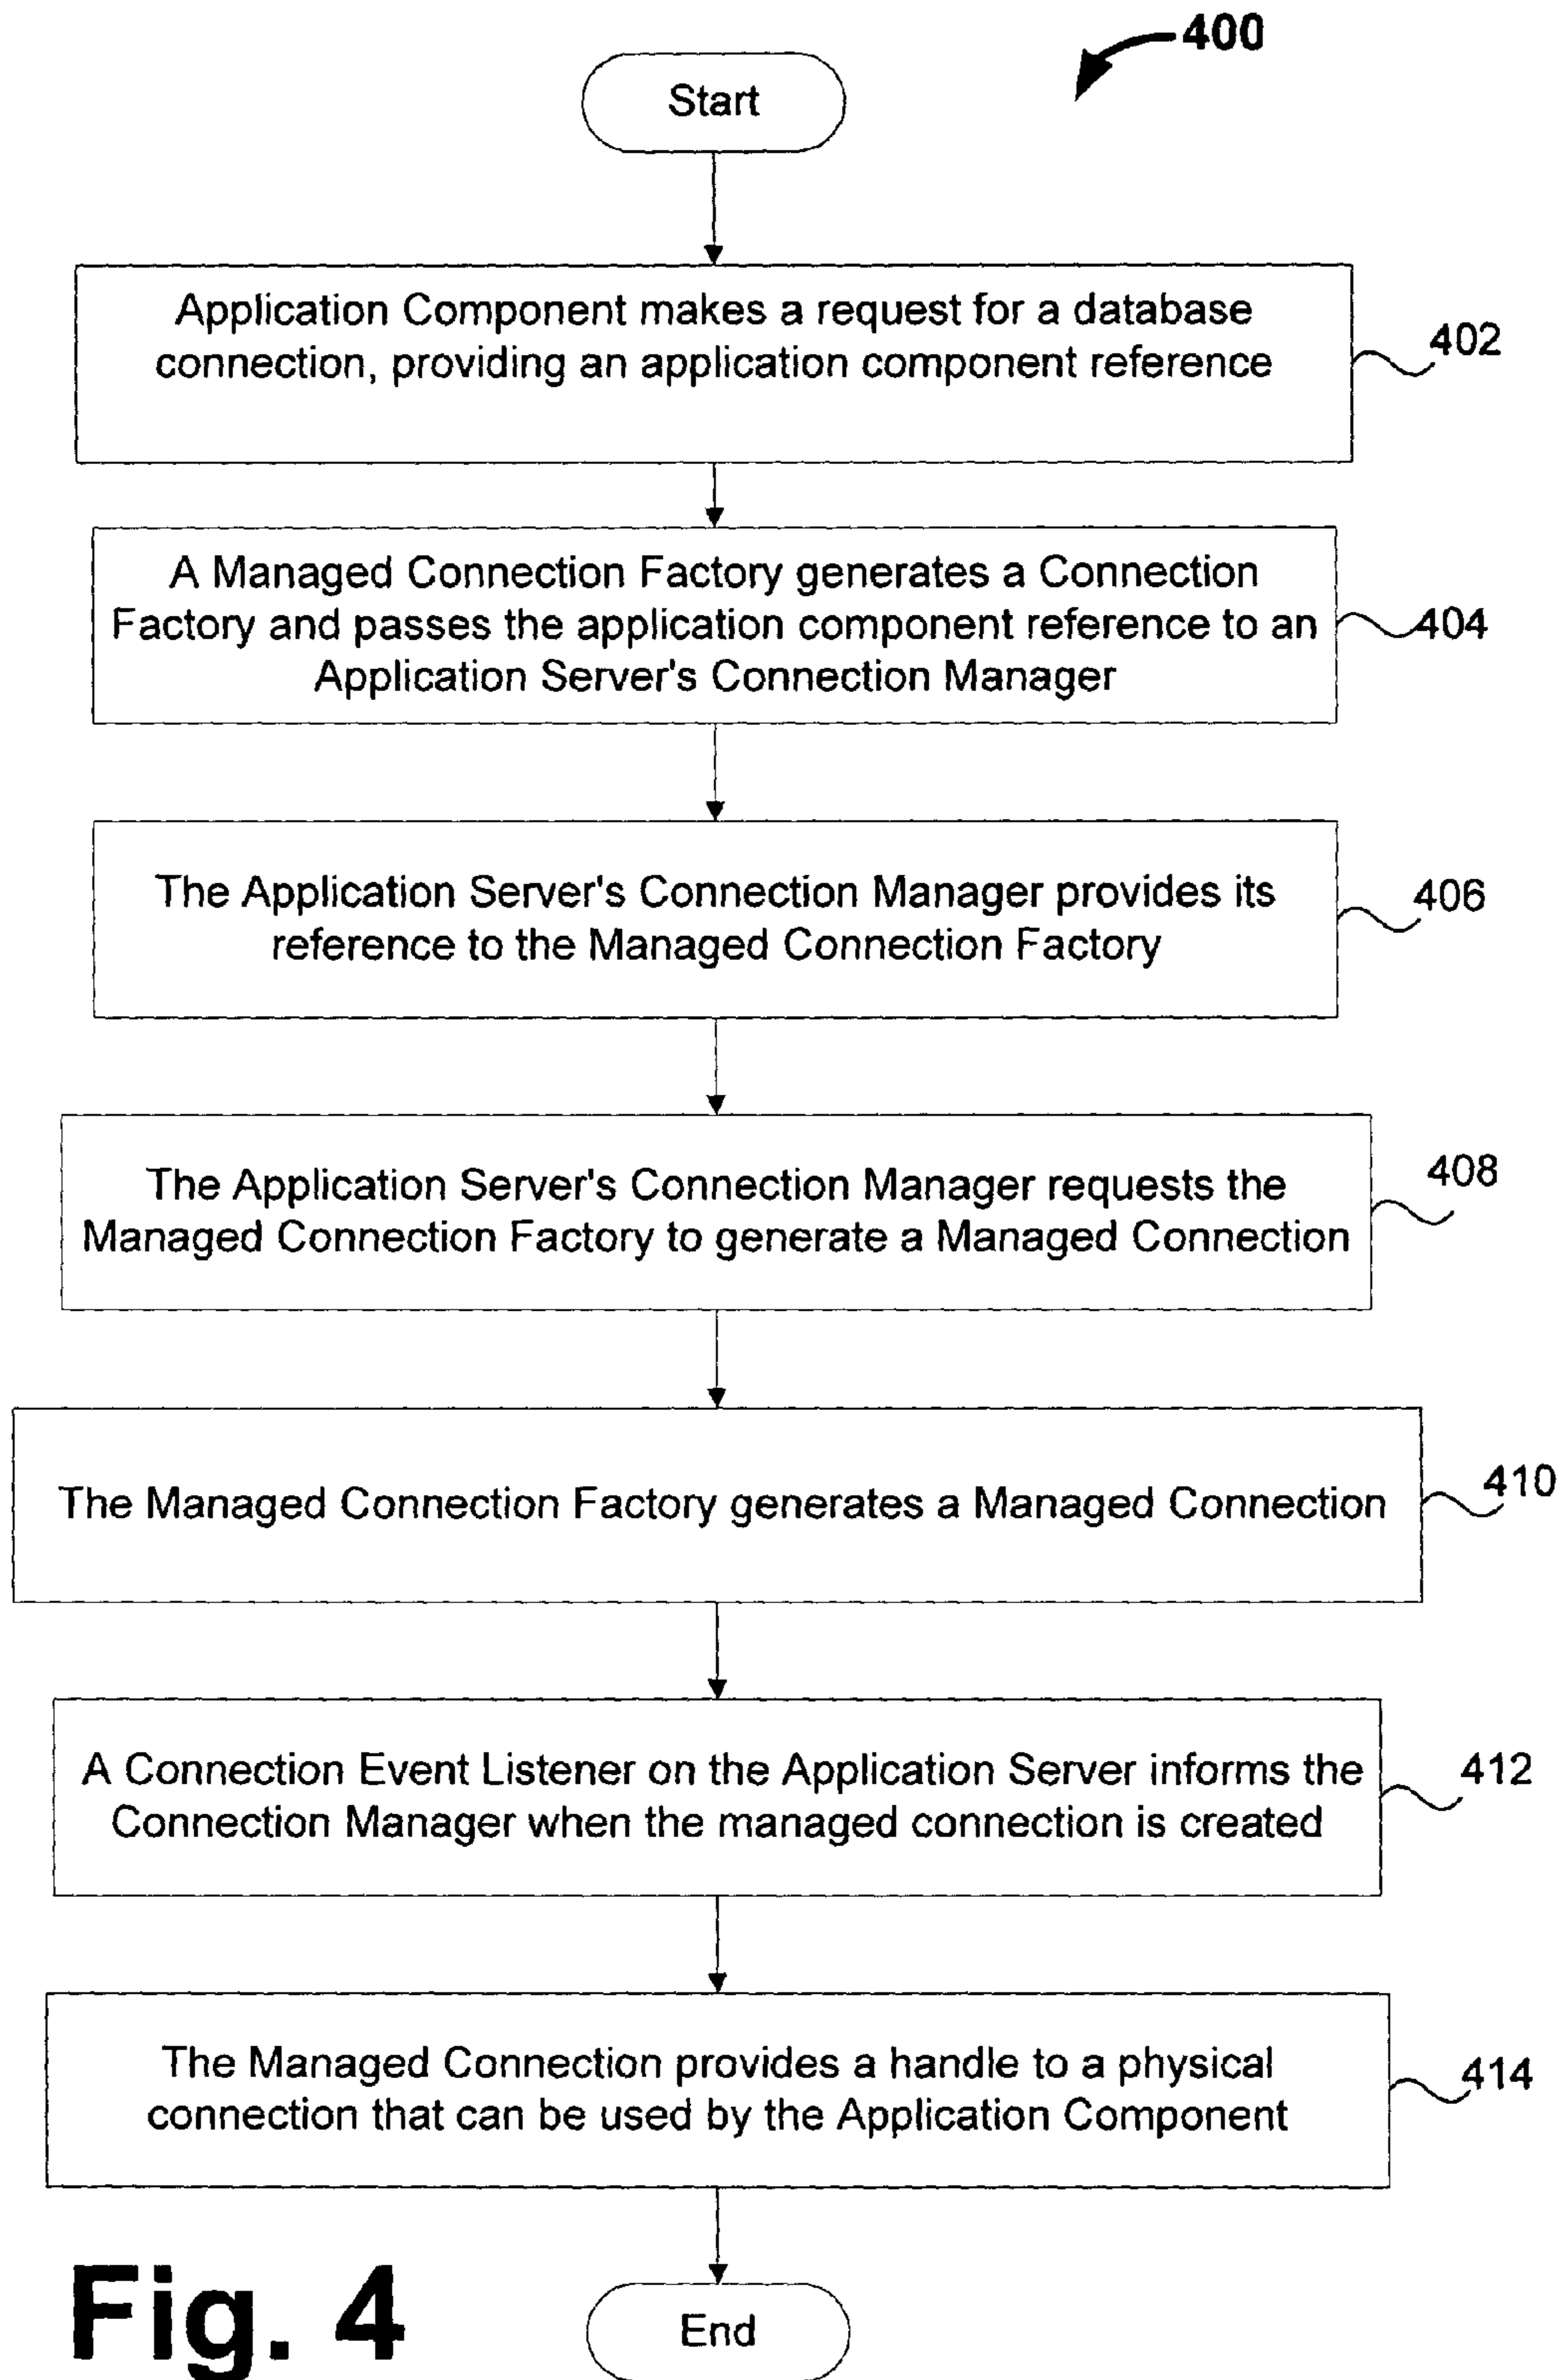 400
Start
Application Component makes a request for a database
connection, providing an application component reference
402
A Managed Connection Factory generates a Connection
Factory and passes the application component reference to an
Application Server's Connection Manager
404
The Application Server's Connection Manager provides its
reference to the Managed Connection Factory
406
The Application Server's Connection Manager requests the
Managed Connection Factory to generate a Managed Connection
408
The Managed Connection Factory generates a Managed Connection
410
A Connection Event Listener on the Application Server informs the
Connection Manager when the managed connection is created
412
The Managed Connection provides a handle to a physical
connection that can be used by the Application Component
414
End
Fig. 4